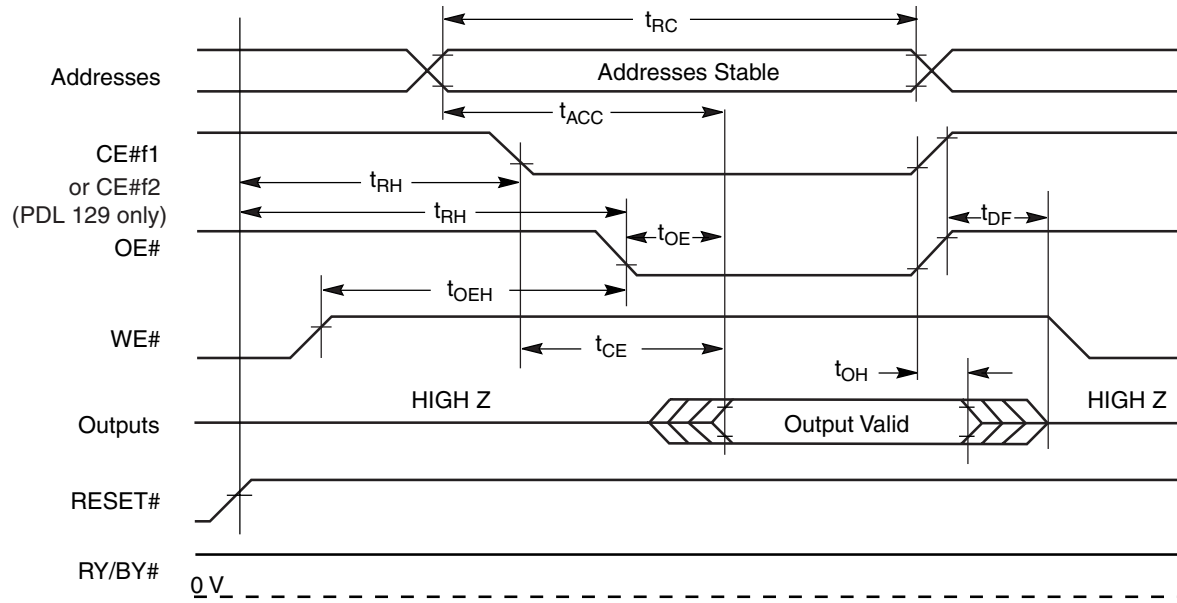 tRC
Addresses
Addresses Stable
tACC
CE#f1
or CE#f2
(PDL 129 only)
tRH
tRH
tOE
tDF
OE#
tOEH
WE#
tCE
tOH
HIGH Z
HIGH Z
Outputs
Output Valid
RESET#
RY/BY#
0 V